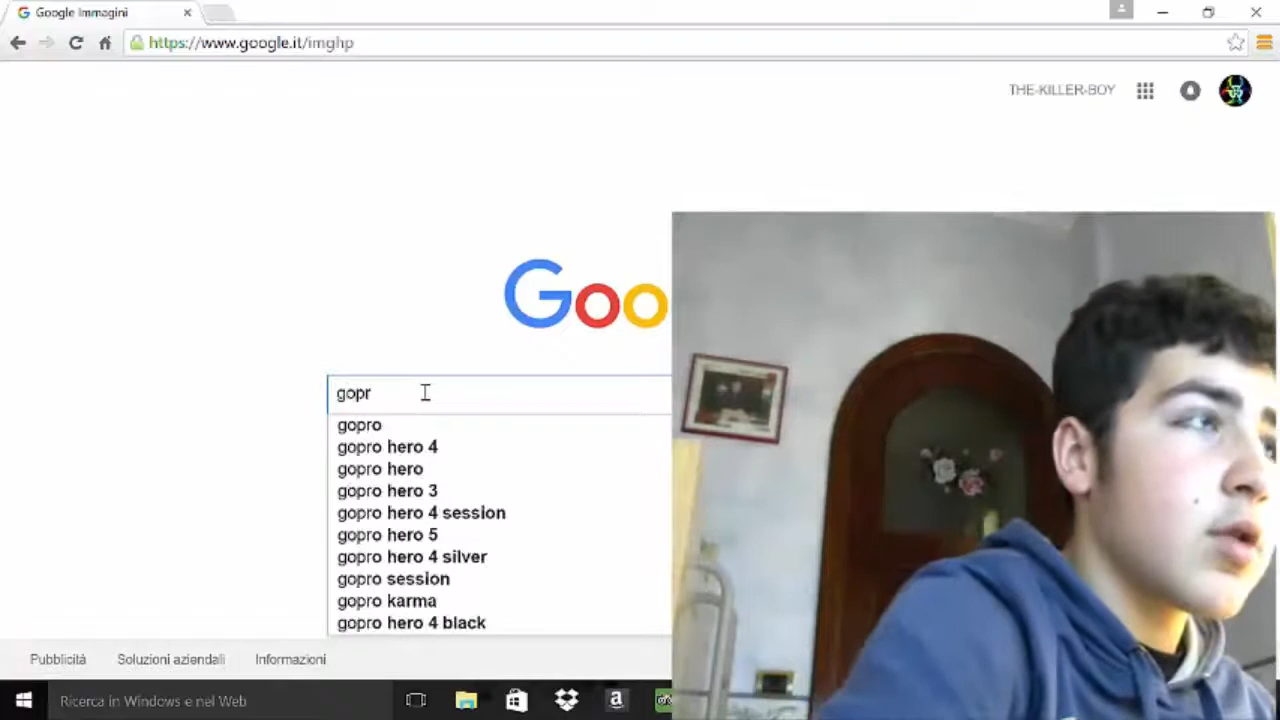 Google Immagini
https://www.google.it/imghp
THE-KILLER-BOY
Goo
gopr
gopro
gopro hero 4
gopro hero
gopro hero 3
gopro hero 4 session
gopro hero 5
gopro hero 4 silver
gopro session
gopro karma
gopro hero 4 black
Pubblicità Soluzioni aziendali Informazioni
Ricerca in Windows e nel Web